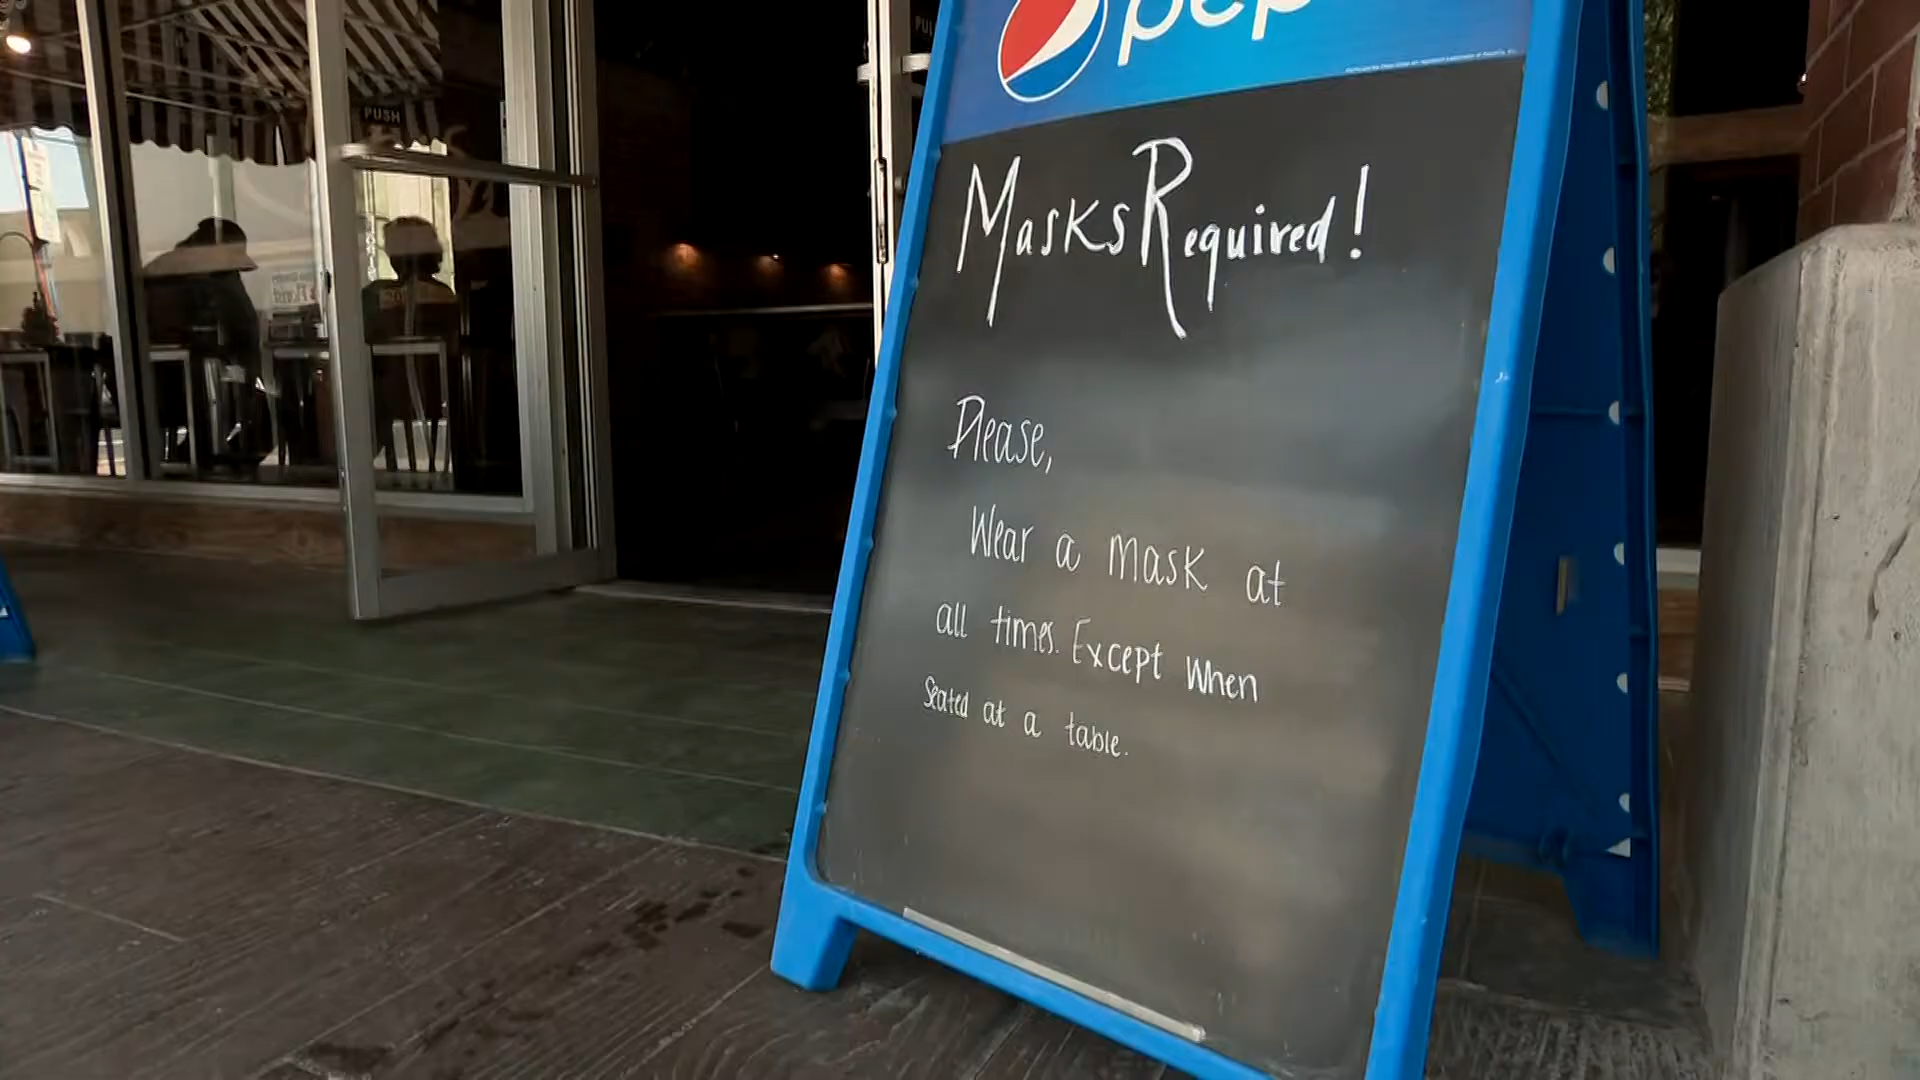 pep
PUSH
Masks Required!
Please,
Wear a mask at
all times. Except when
Seated at a table.